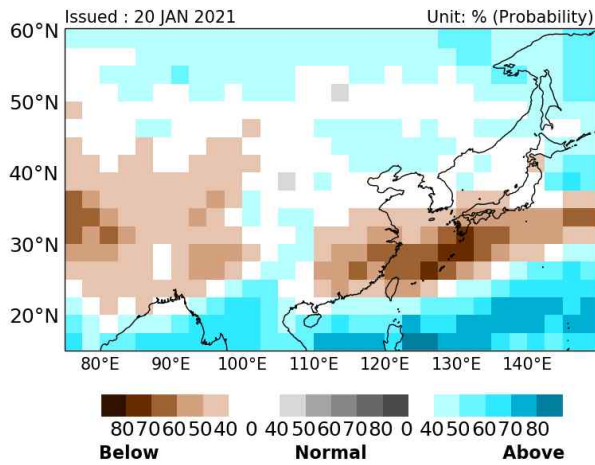 Issued : 20 JAN 2021 Unit: % (Probability)
60°N
50°N
40°N
30°N
20°N
80°E 90°E 100°E 110°E 120°E 130°E 140°E
80 70 60 50 40 0 40 50 60 70 80 0 40 50 60 70 80
Below Normal Above